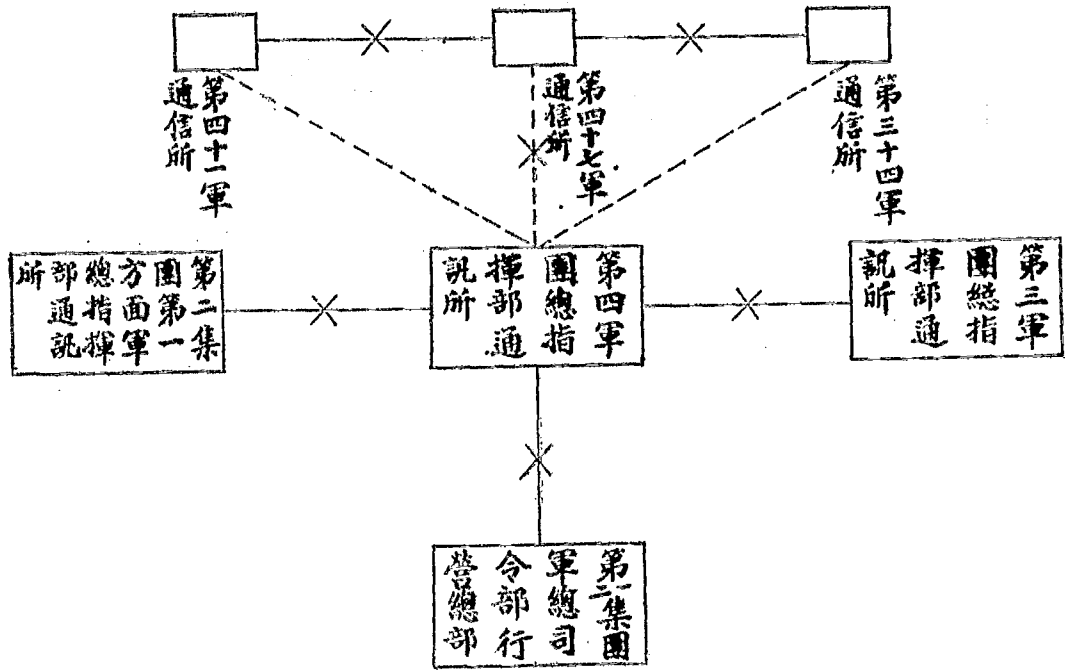 第三十四軍
通信所
第四十七軍
通信所
第四十一軍
通信所
第三軍
團總指
揮部通
訊所
第四軍
團總指
揮部通
訊所
第二集
團第一
方面軍
總指揮
部通訊
所
第二集團
軍總司
令部行
營總部